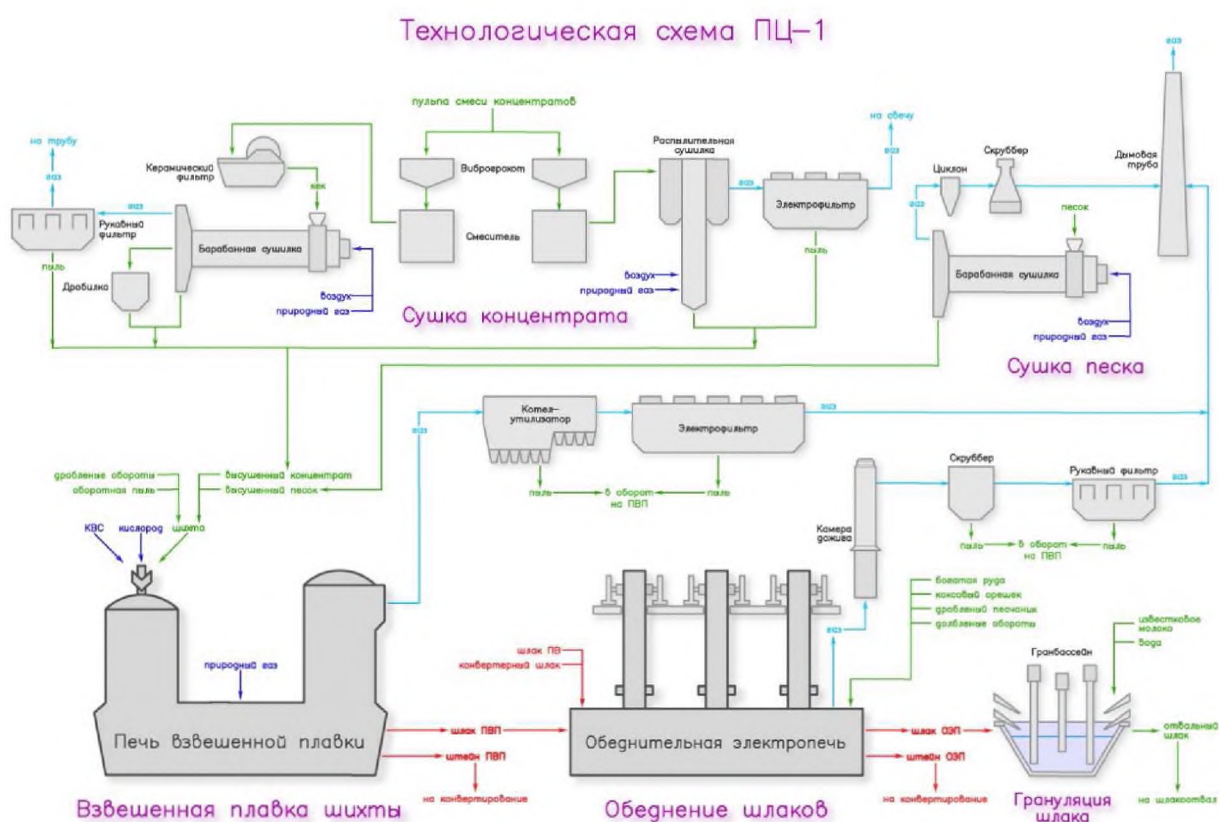 Технологическая схема ПЦ-1
газ
пульпа смеси концентратов
на свечу
на трубу
Керамический
фильтр
Виброгрохот
Распылительная
сушилка
газ
Скруббер
Циклон
Дымовая
труба
газ
кек
газ
Электрофильтр
газ
газ
песок
Рукавный
фильтр
Барабанная сушилка
Смеситель
пыль
пыль
Дробилка
воздух
природный газ
воздух
природный газ
Барабанная сушилка
воздух
природный газ
Сушка концентрата
Сушка песка
Котел-
утилизатор
газ
Электрофильтр
газ
газ
дробленые обороты
оборотная пыль
высушенный концентрат
высушенный песок
пыль
в оборот
на ПВП
пыль
Скруббер
Рукавный фильтр
газ
КВС
кислород
шихта
Камера
дожига
пыль
в оборот
на ПВП
пыль
газ
богатая руда
коксовый орешек
дробленый песчаник
долбленые обороты
природный газ
шлак ПВ
конвертерный шлак
известковое
молоко
вода
Гранбассейн
Печь взвешенной плавки
шлак ПВП
штейн ПВП
на конвертирование
Обеднительная электропечь
шлак ОЭП
штейн ОЭП
на конвертирование
отвальный
шлак
на шлакоотвал
Взвешенная плавка шихты
Обеднение шлаков
Грануляция
шлака